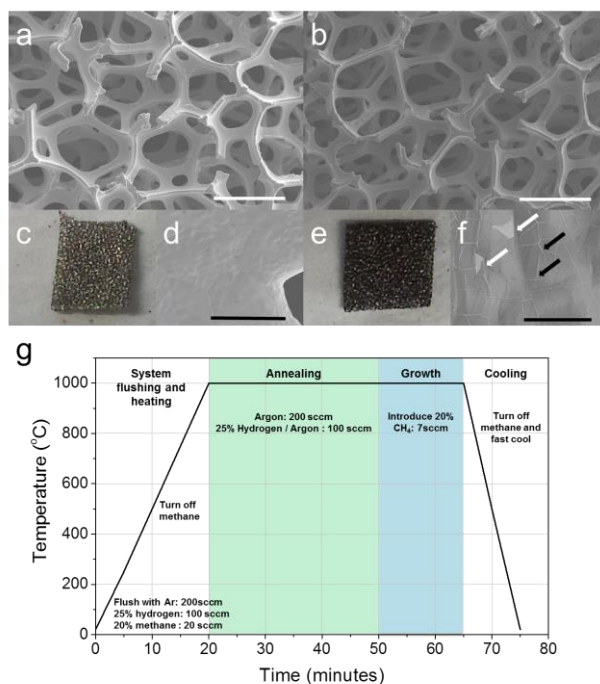 a
b
c
d
e
f
g
System
flushing and
heating
Annealing
Growth
Cooling
Argon: 200 sccm
25% Hydrogen / Argon : 100 sccm
Introduce 20%
CH₄: 7sccm
Turn off
methane and
fast cool
Turn off
methane
Flush with Ar: 200sccm
25% hydrogen: 100 sccm
20% methane : 20 sccm
Temperature (°C)
1000
800
600
400
200
0
0 10 20 30 40 50 60 70 80
Time (minutes)